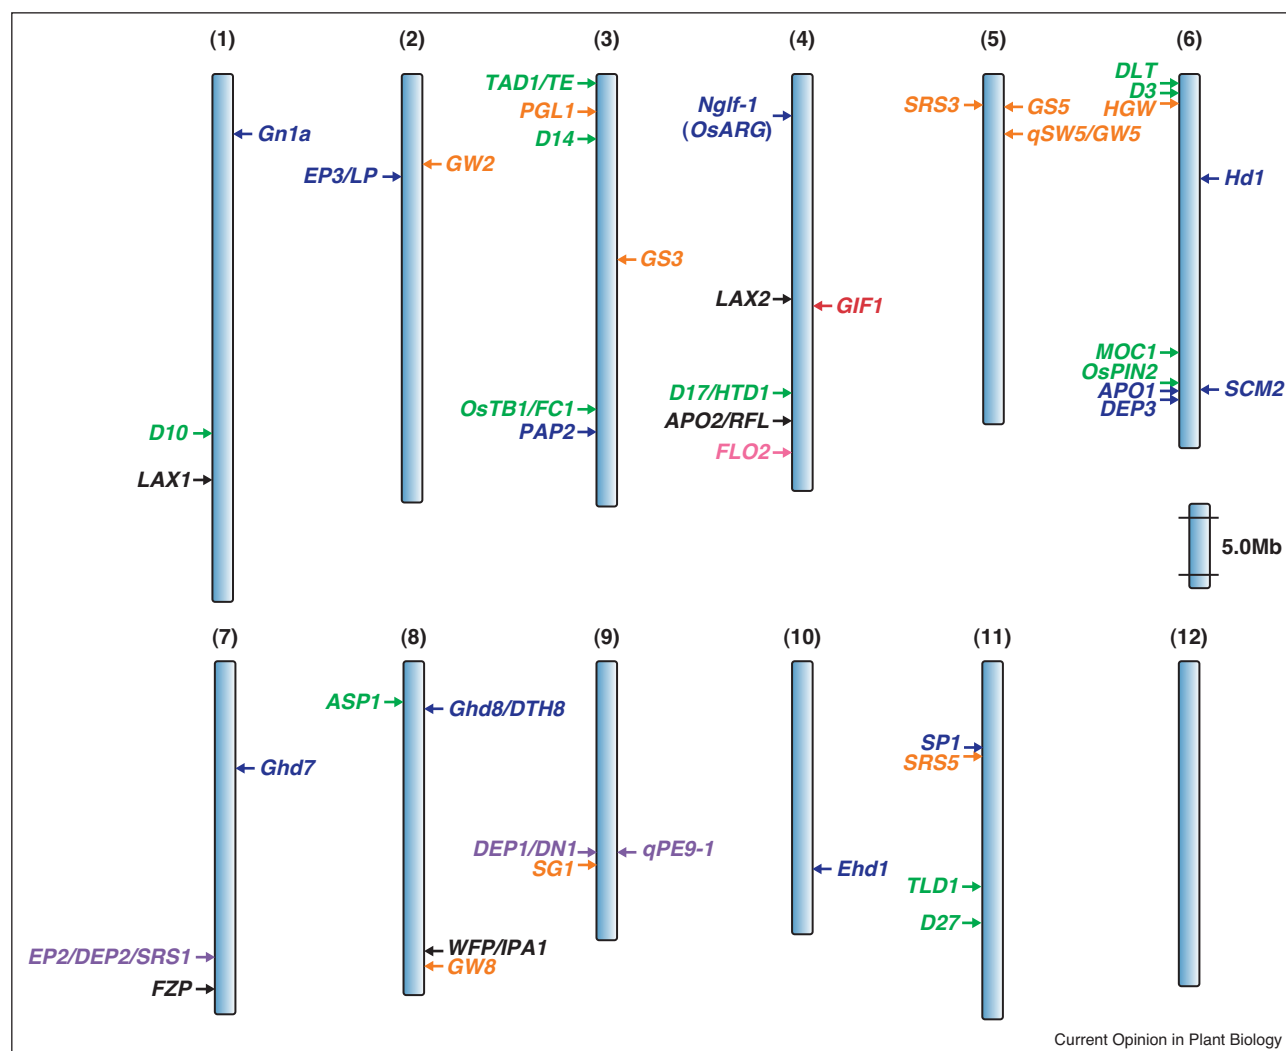 (1)
(2)
(3)
(4)
(5)
(6)
Gn1a
D10
LAX1
EP3/LP
GW2
TAD1/TE
PGL1
D14
GS3
OsTB1/FC1
PAP2
Nglf-1
(OsARG)
LAX2
GIF1
D17/HTD1
APO2/RFL
FLO2
SRS3
GS5
qSW5/GW5
DLT
D3
HGW
Hd1
MOC1
OsPIN2
APO1
DEP3
SCM2
5.0Mb
(7)
(8)
(9)
(10)
(11)
(12)
Ghd7
EP2/DEP2/SRS1
FZP
ASP1
Ghd8/DTH8
WFP/IPA1
GW8
DEP1/DN1
qPE9-1
SG1
Ehd1
SP1
SRS5
TLD1
D27
Current Opinion in Plant Biology